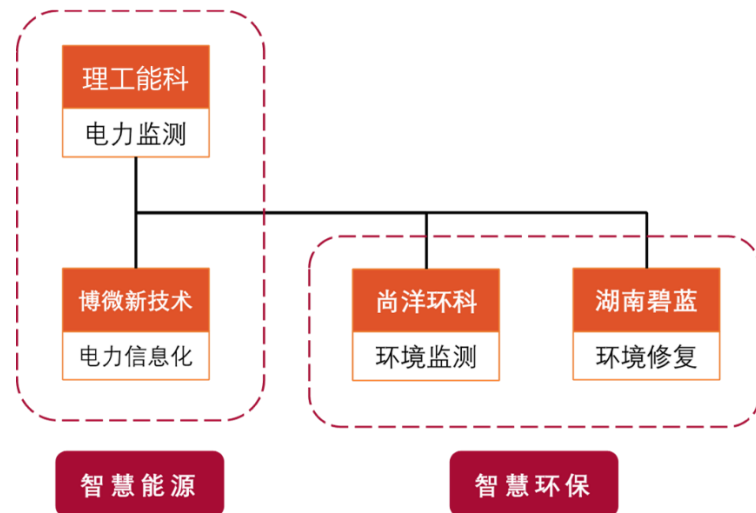 理工能科
电力监测
博微新技术
电力信息化
尚洋环科
环境监测
湖南碧蓝
环境修复
智慧能源
智慧环保